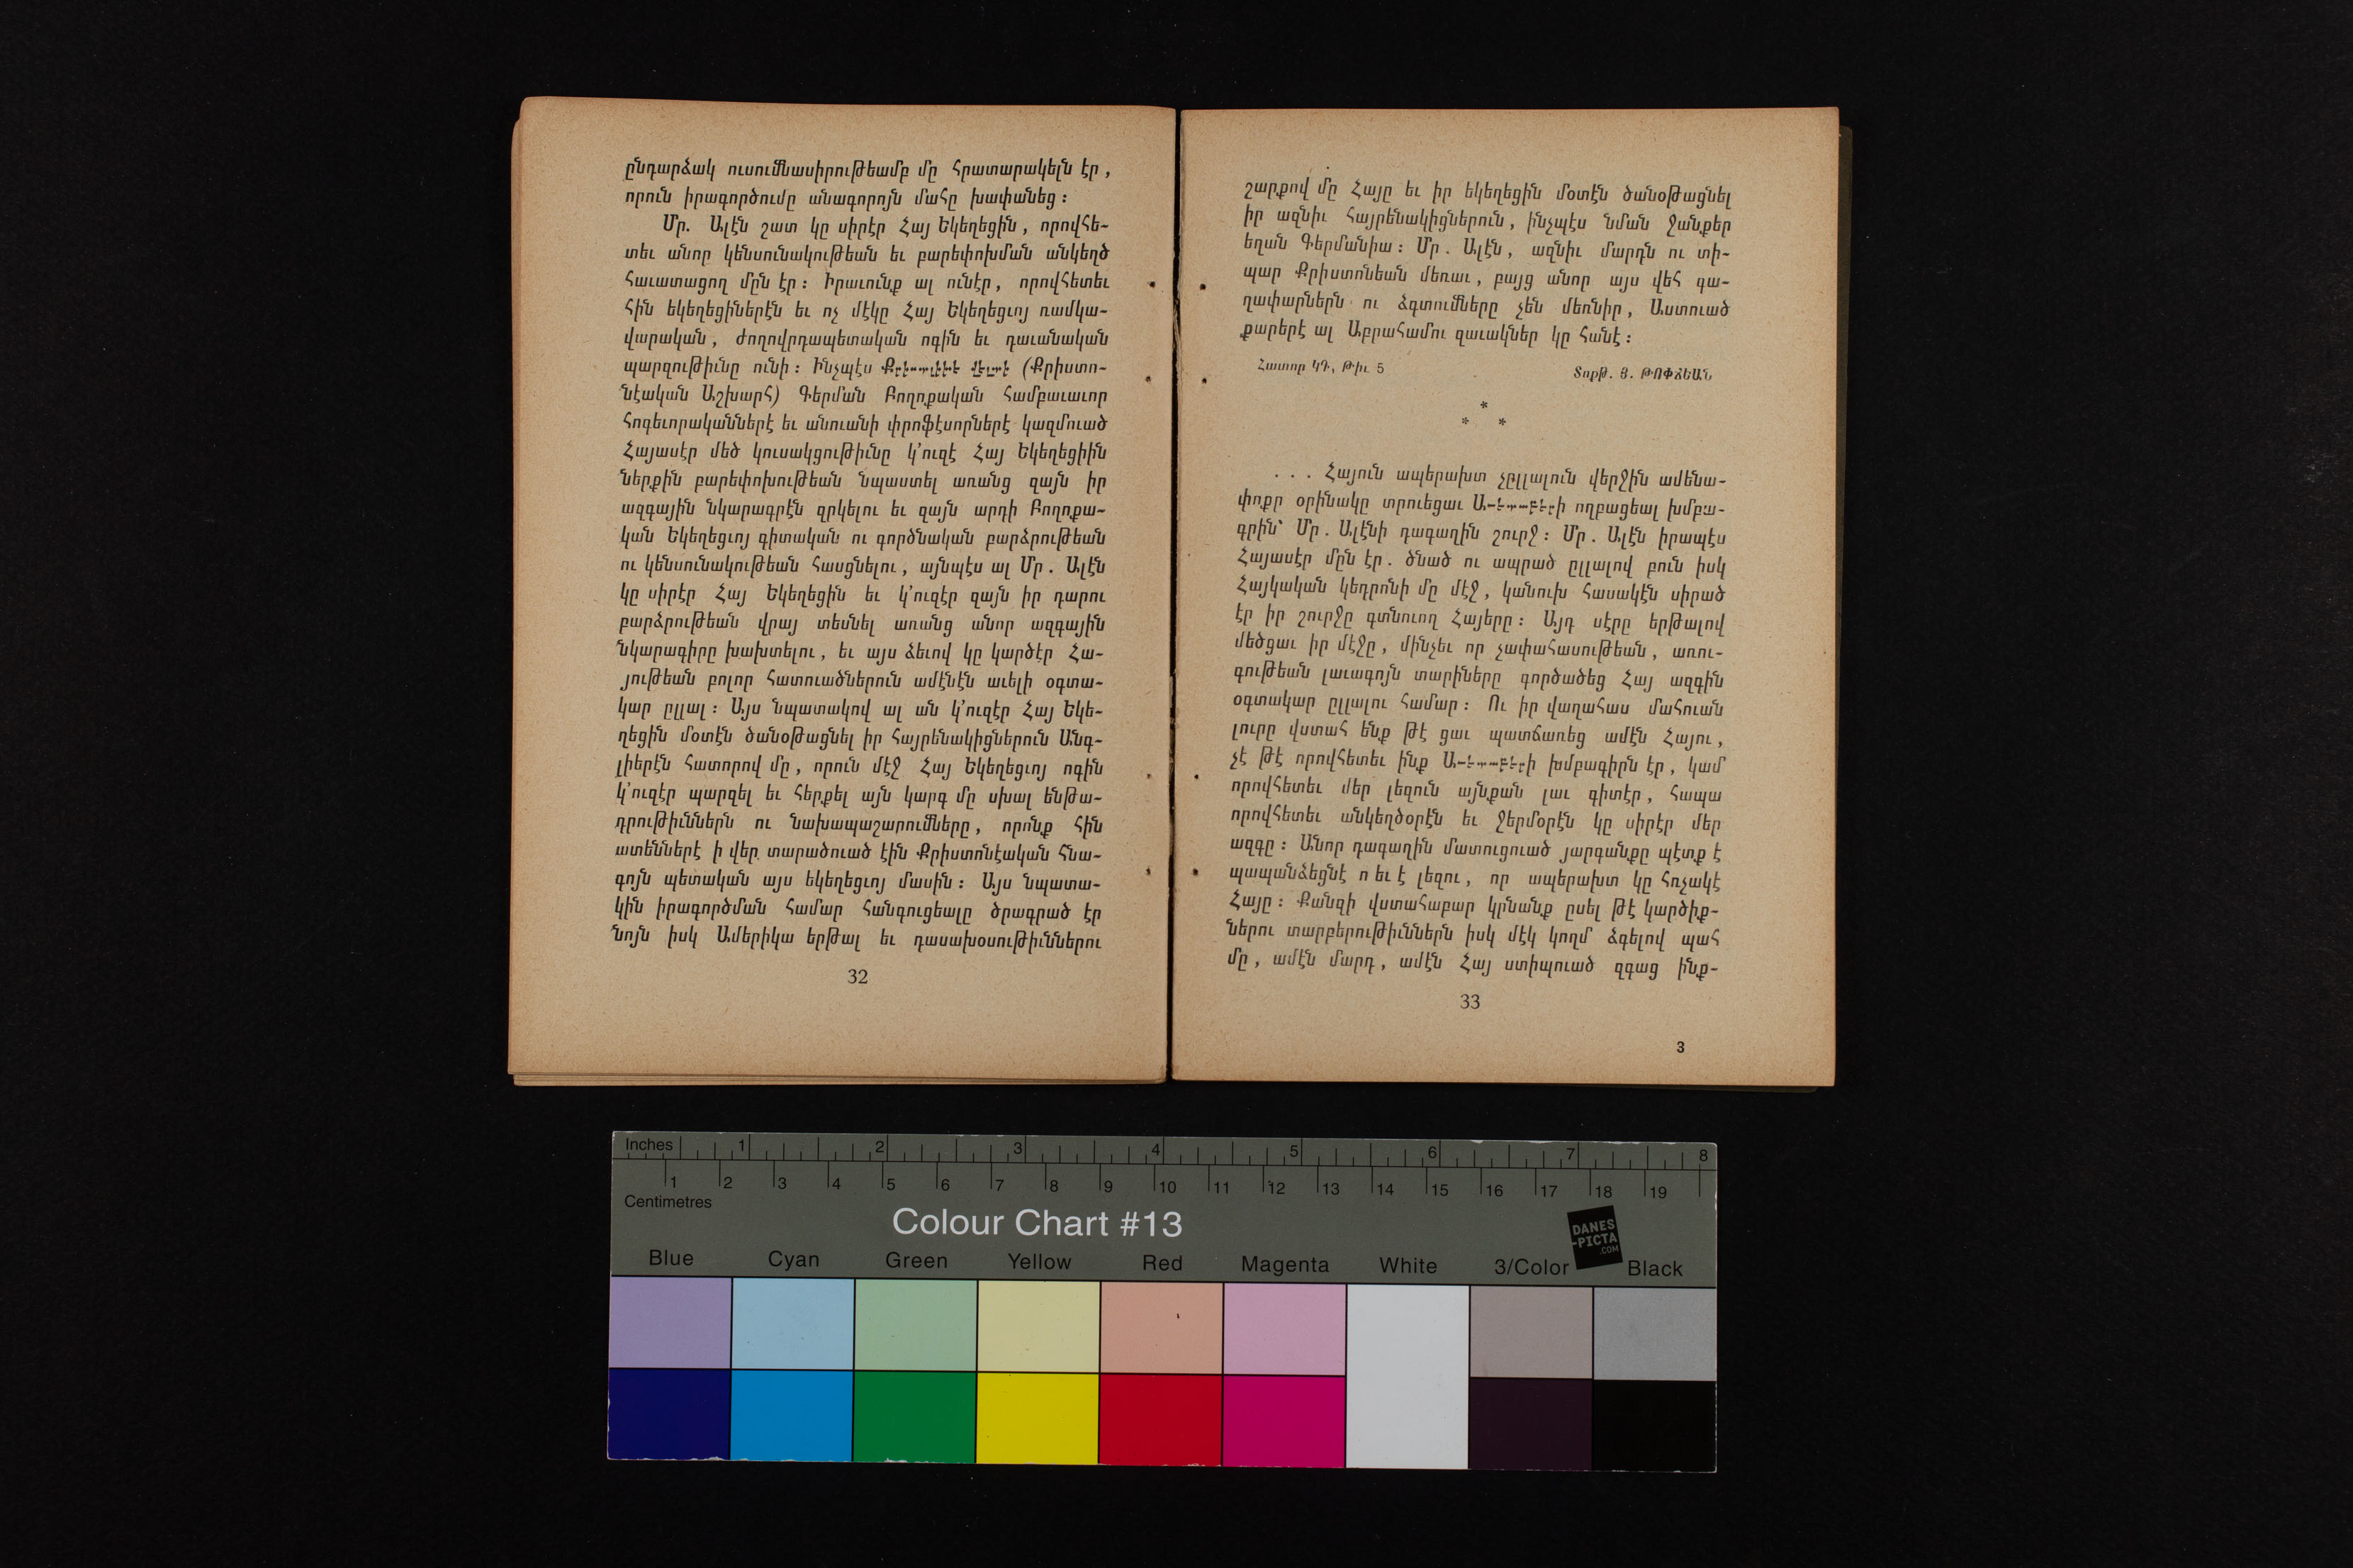 ընդարձակ ուսումնասիրութեամբ մը հրատարակելն էր,
որուն իրագործումը անագորոյն մահը խափանեց։
Մր. Ալէն շատ կը սիրէր Հայ Եկեղեցին, որովհե-
տեւ անոր կենսունակութեան եւ բարեփոխման անկեղծ
հաւատացող մըն էր։ Իրաւունք ալ ունէր, որովհետեւ
հին եկեղեցիներէն եւ ոչ մէկը Հայ Եկեղեցւոյ ռամկա-
վարական, ժողովրդապետական ոգին եւ դաւանական
պարզութիւնը ունի։ Ինչպէս Քրիսթլիխէ վէլթէ (Քրիստո-
նէական Աշխարհ) Գերման Բողոքական համբաւաւոր
հոգեւորականներէ եւ անուանի փրոֆէսորներէ կազմուած
Հայասէր մեծ կուսակցութիւնը կ՚ուզէ Հայ Եկեղեցիին
ներքին բարեփոխութեան նպաստել առանց զայն իր
ազգային նկարագրէն զրկելու եւ զայն արդի Բողոքա-
կան Եկեղեցւոյ գիտական ու գործնական բարձրութեան
ու կենսունակութեան հասցնելու, այնպէս ալ Մր. Ալէն
կը սիրէր Հայ Եկեղեցին եւ կ՚ուզէր զայն իր դարու
բարձրութեան վրայ տեսնել առանց անոր ազգային
նկարագիրը խախտելու, եւ այս ձեւով կը կարծէր Հա-
յութեան բոլոր հատուածներուն ամէնէն աւելի օգտա-
կար ըլլալ։ Այս նպատակով ալ ան կ՚ուզէր Հայ Եկե-
ղեցին մօտէն ծանօթացնել իր հայրենակիցներուն Անգ-
լիերէն հատորով մը, որուն մէջ Հայ Եկեղեցւոյ ոգին
կ՚ուզէր պարզել եւ հերքել այն կարգ մը սխալ ենթա-
դրութիւններն ու նախապաշարումները, որոնք հին
ատեններէ ի վեր տարածուած էին Քրիստոնէական հնա-
գոյն պետական այս եկեղեցւոյ մասին։ Այս նպատա-
կին իրագործման համար հանգուցեալը ծրագրած էր
նոյն իսկ Ամերիկա երթալ եւ դասախօսութիւններու
32
շարքով մը Հայը եւ իր եկեղեցին մօտէն ծանօթացնել
իր ազնիւ հայրենակիցներուն, ինչպէս նման ջանքեր
եղան Գերմանիա։ Մր. Ալէն, ազնիւ մարդն ու տի-
պար Քրիստոնեան մեռաւ, բայց անոր այս վեհ գա-
ղափարներն ու ձգտումները չեն մեռնիր, Աստուած
քարերէ ալ Աբրահամու զաւակներ կը հանէ։
Հատոր ԿԴ, Թիւ 5
Տոքթ. Յ. ԹՈՓՃԵԱՆ
* * *
... Հայուն ապերախտ չըլլալուն վերջին ամենա-
փոքր օրինակը տրուեցաւ Աւետաբերի ողբացեալ խմբա-
գրին՝ Մր. Ալէնի դագաղին շուրջ։ Մր. Ալէն իրապէս
Հայասէր մըն էր. ծնած ու ապրած ըլլալով բուն իսկ
Հայկական կեդրոնի մը մէջ, կանուխ հասակէն սիրած
էր իր շուրջը գտնուող Հայերը։ Այդ սէրը երթալով
մեծցաւ իր մէջը, մինչեւ որ չափահասութեան, առու-
գութեան լաւագոյն տարիները գործածեց Հայ ազգին
օգտակար ըլլալու համար։ Ու իր վաղահաս մահուան
լուրը վստահ ենք թէ ցաւ պատճառեց ամէն Հայու,
չէ թէ որովհետեւ ինք Աւետաբերի խմբագիրն էր, կամ
որովհետեւ մեր լեզուն այնքան լաւ գիտէր, հապա
որովհետեւ անկեղծօրէն եւ ջերմօրէն կը սիրէր մեր
ազգը։ Անոր դագաղին մատուցուած յարգանքը պէտք է
պապանձեցնէ ո եւ է լեզու, որ ապերախտ կը հռչակէ
Հայը։ Քանզի վստահաբար կրնանք ըսել թէ կարծիք-
ներու տարբերութիւններն իսկ մէկ կողմ ձգելով պահ
մը, ամէն մարդ, ամէն Հայ ստիպուած զգաց ինք-
33
3
Inches 1 2 3 4 5 6 7 8
1 2 3 4 5 6 7 8 9 10 11 12 13 14 15 16 17 18 19
Centimetres
Colour Chart #13
DANES
-PICTA
.COM
Blue Cyan Green Yellow Red Magenta White 3/Color Black